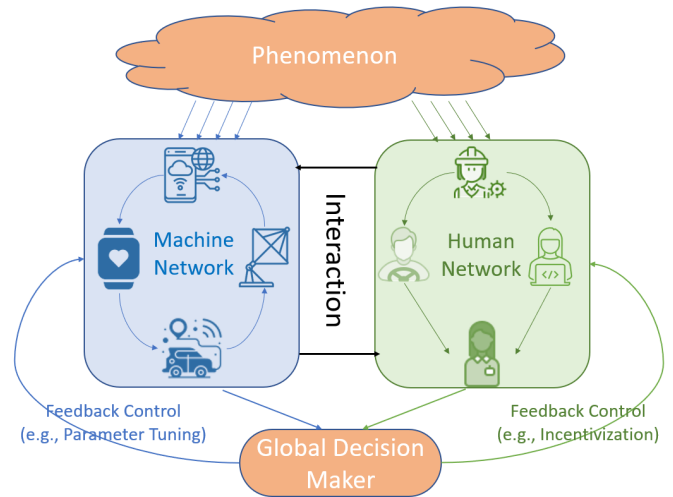 Phenomenon
Machine
Network
Interaction
Human
Network
</>
Feedback Control
(e.g., Parameter Tuning)
Feedback Control
(e.g., Incentivization)
Global Decision
Maker